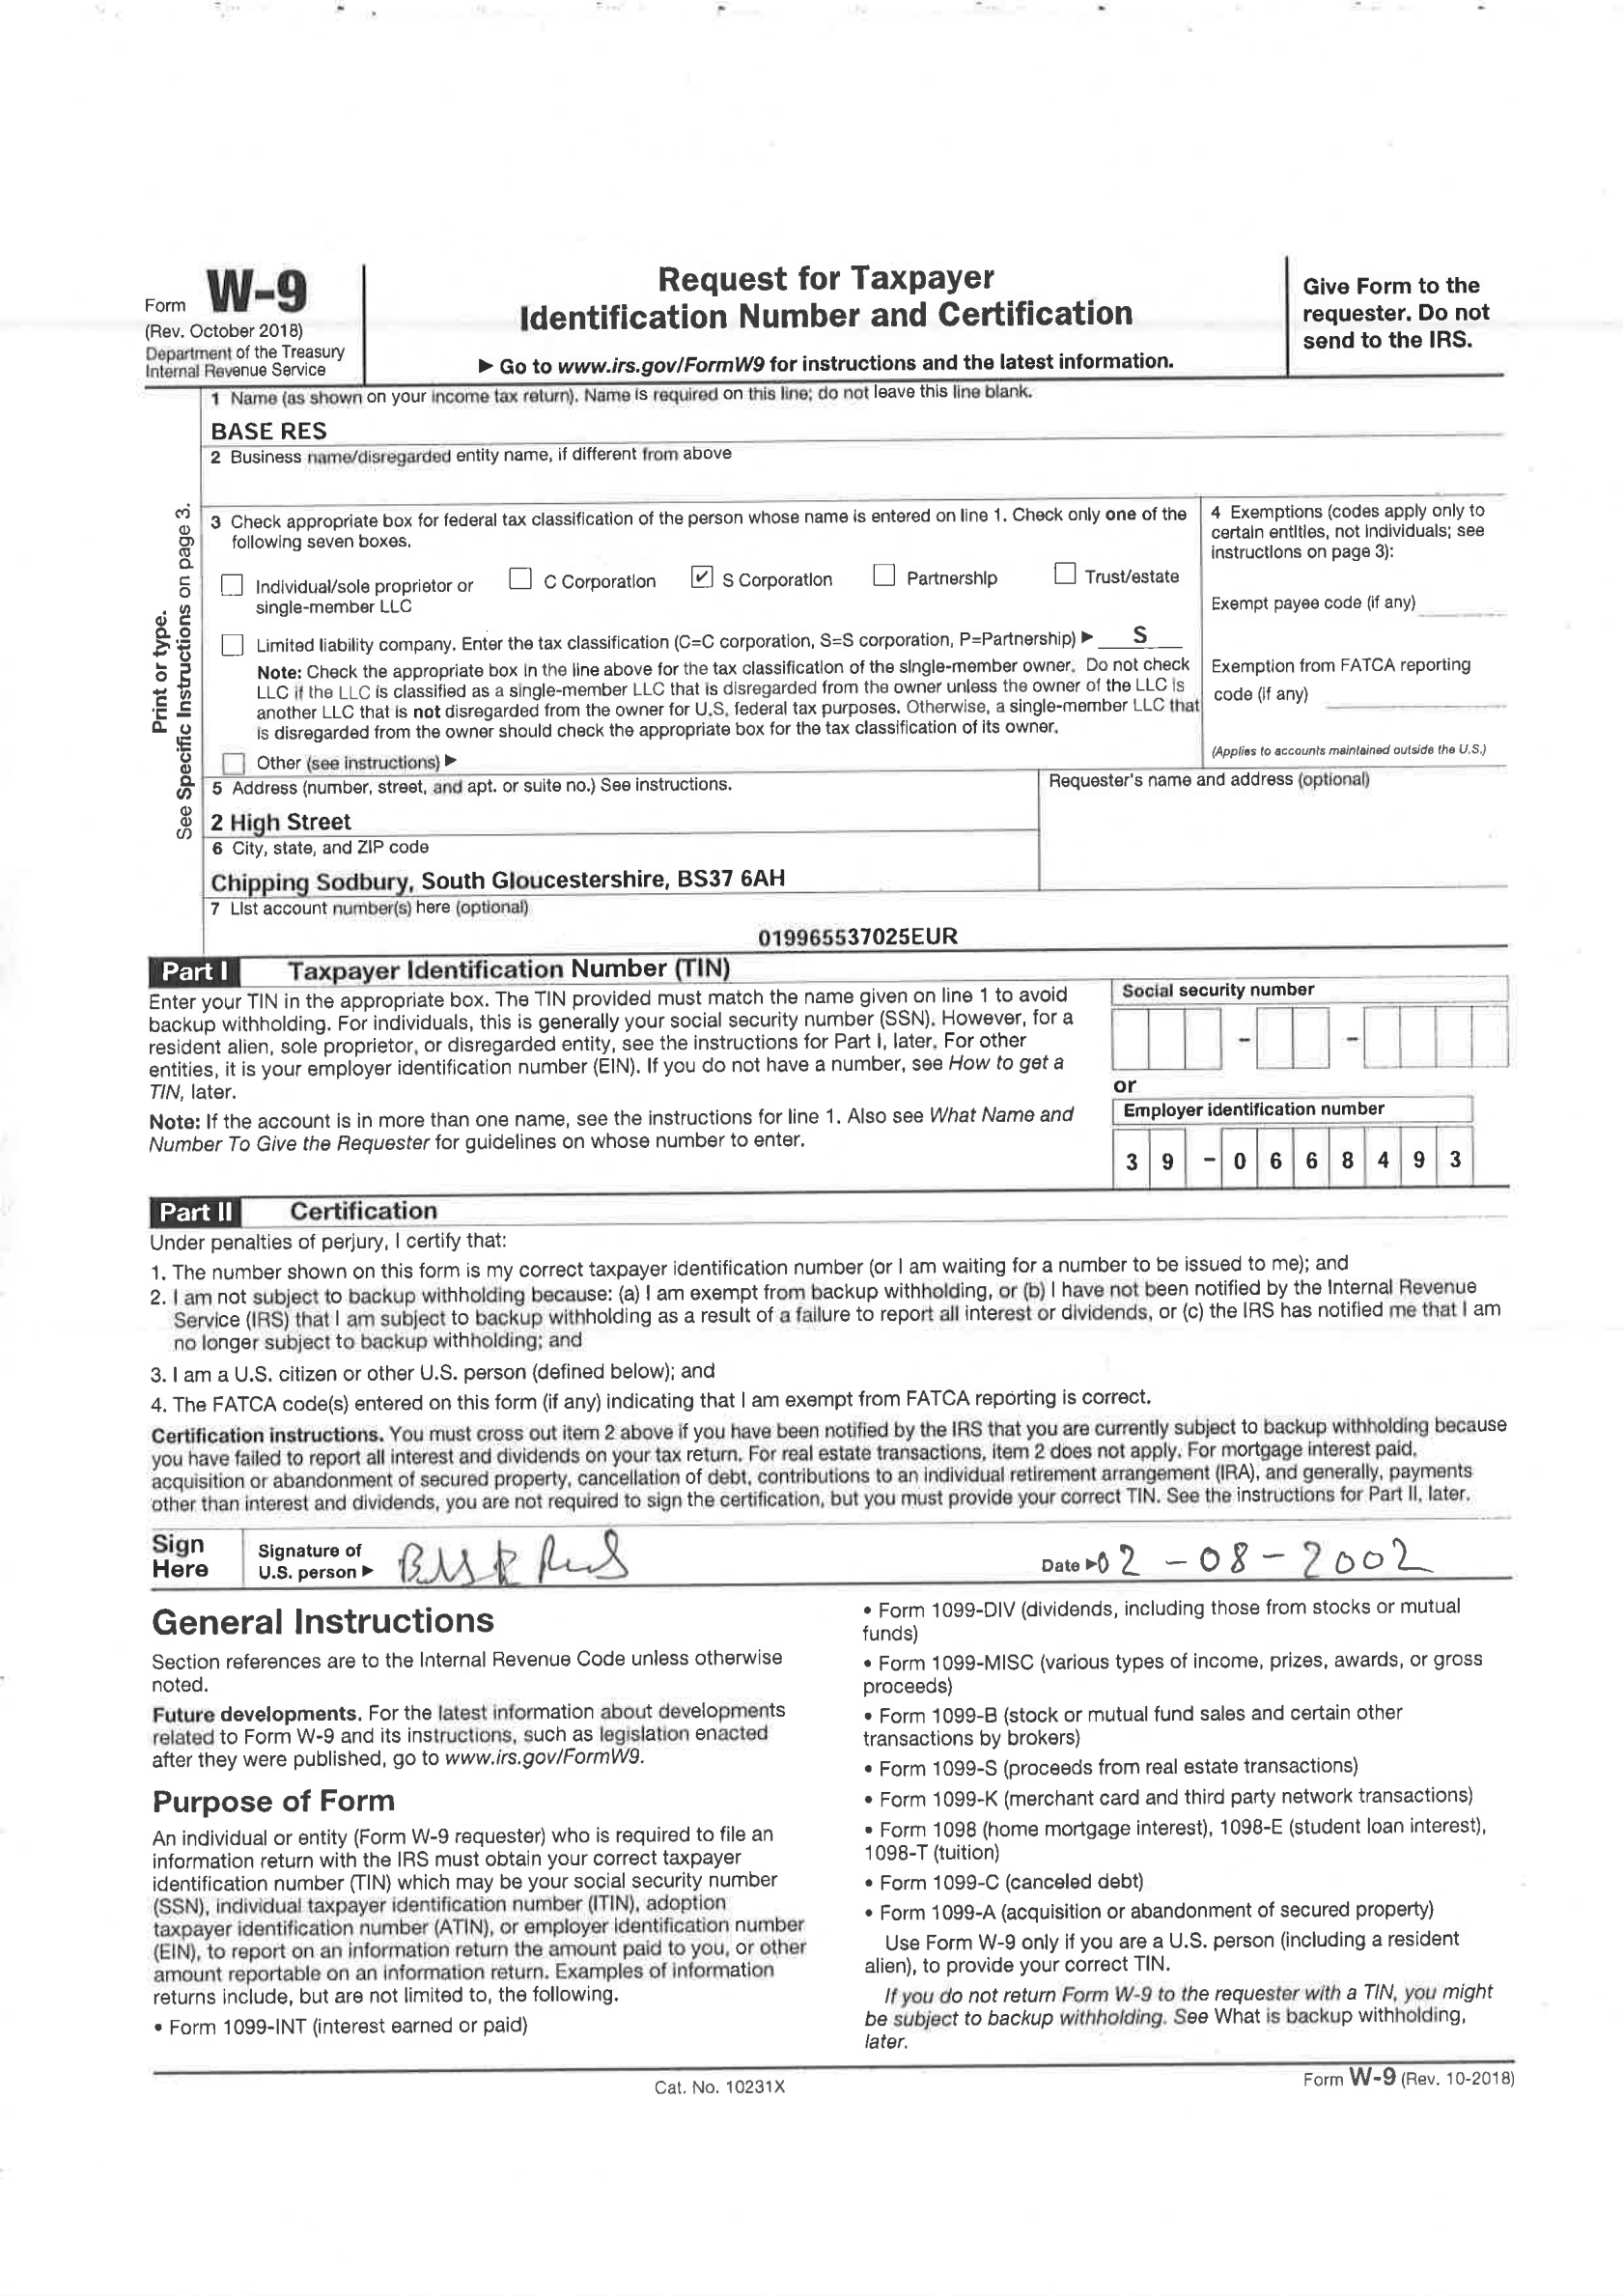 Form W-9
(Rev. October 2018)
Department of the Treasury
Internal Revenue Service
Request for Taxpayer
Identification Number and Certification
▶ Go to www.irs.gov/FormW9 for instructions and the latest information.
Give Form to the
requester. Do not
send to the IRS.
Print or type.
See Specific Instructions on page 3.
1 Name (as shown on your income tax return). Name is required on this line; do not leave this line blank.
BASE RES
2 Business name/disregarded entity name, if different from above
3 Check appropriate box for federal tax classification of the person whose name is entered on line 1. Check only one of the
following seven boxes.
☐ Individual/sole proprietor or
single-member LLC
☐ C Corporation ☑ S Corporation ☐ Partnership ☐ Trust/estate
☐ Limited liability company. Enter the tax classification (C=C corporation, S=S corporation, P=Partnership) ▶ S
Note: Check the appropriate box in the line above for the tax classification of the single-member owner. Do not check
LLC if the LLC is classified as a single-member LLC that is disregarded from the owner unless the owner of the LLC is
another LLC that is not disregarded from the owner for U.S. federal tax purposes. Otherwise, a single-member LLC that
is disregarded from the owner should check the appropriate box for the tax classification of its owner.
☐ Other (see instructions) ▶
4 Exemptions (codes apply only to
certain entities, not individuals; see
instructions on page 3):
Exempt payee code (if any)
Exemption from FATCA reporting
code (if any)
(Applies to accounts maintained outside the U.S.)
5 Address (number, street, and apt. or suite no.) See instructions.
2 High Street
6 City, state, and ZIP code
Chipping Sodbury, South Gloucestershire, BS37 6AH
Requester's name and address (optional)
7 List account number(s) here (optional)
019965537025EUR
Part I Taxpayer Identification Number (TIN)
Enter your TIN in the appropriate box. The TIN provided must match the name given on line 1 to avoid
backup withholding. For individuals, this is generally your social security number (SSN). However, for a
resident alien, sole proprietor, or disregarded entity, see the instructions for Part I, later. For other
entities, it is your employer identification number (EIN). If you do not have a number, see How to get a
TIN, later.
Note: If the account is in more than one name, see the instructions for line 1. Also see What Name and
Number To Give the Requester for guidelines on whose number to enter.
Social security number
- -
or
Employer identification number
3 9 - 0 6 6 8 4 9 3
Part II Certification
Under penalties of perjury, I certify that:
1. The number shown on this form is my correct taxpayer identification number (or I am waiting for a number to be issued to me); and
2. I am not subject to backup withholding because: (a) I am exempt from backup withholding, or (b) I have not been notified by the Internal Revenue
Service (IRS) that I am subject to backup withholding as a result of a failure to report all interest or dividends, or (c) the IRS has notified me that I am
no longer subject to backup withholding; and
3. I am a U.S. citizen or other U.S. person (defined below); and
4. The FATCA code(s) entered on this form (if any) indicating that I am exempt from FATCA reporting is correct.
Certification instructions. You must cross out item 2 above if you have been notified by the IRS that you are currently subject to backup withholding because
you have failed to report all interest and dividends on your tax return. For real estate transactions, item 2 does not apply. For mortgage interest paid,
acquisition or abandonment of secured property, cancellation of debt, contributions to an individual retirement arrangement (IRA), and generally, payments
other than interest and dividends, you are not required to sign the certification, but you must provide your correct TIN. See the instructions for Part II, later.
Sign
Here
Signature of
U.S. person ▶
Date ▶ 02-08-2002
General Instructions
Section references are to the Internal Revenue Code unless otherwise
noted.
Future developments. For the latest information about developments
related to Form W-9 and its instructions, such as legislation enacted
after they were published, go to www.irs.gov/FormW9.
Purpose of Form
An individual or entity (Form W-9 requester) who is required to file an
information return with the IRS must obtain your correct taxpayer
identification number (TIN) which may be your social security number
(SSN), individual taxpayer identification number (ITIN), adoption
taxpayer identification number (ATIN), or employer identification number
(EIN), to report on an information return the amount paid to you, or other
amount reportable on an information return. Examples of information
returns include, but are not limited to, the following.
• Form 1099-INT (interest earned or paid)
• Form 1099-DIV (dividends, including those from stocks or mutual
funds)
• Form 1099-MISC (various types of income, prizes, awards, or gross
proceeds)
• Form 1099-B (stock or mutual fund sales and certain other
transactions by brokers)
• Form 1099-S (proceeds from real estate transactions)
• Form 1099-K (merchant card and third party network transactions)
• Form 1098 (home mortgage interest), 1098-E (student loan interest),
1098-T (tuition)
• Form 1099-C (canceled debt)
• Form 1099-A (acquisition or abandonment of secured property)
Use Form W-9 only if you are a U.S. person (including a resident
alien), to provide your correct TIN.
If you do not return Form W-9 to the requester with a TIN, you might
be subject to backup withholding. See What is backup withholding,
later.
Cat. No. 10231X
Form W-9 (Rev. 10-2018)